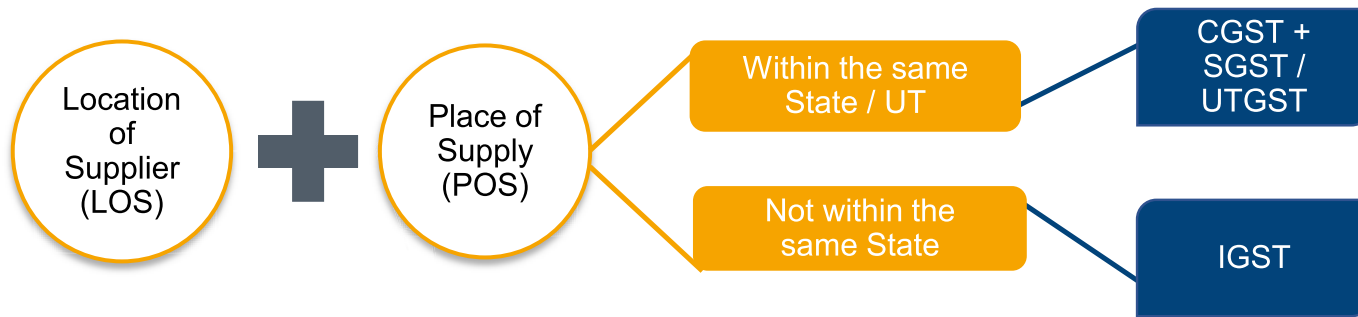 Location
of
Supplier
(LOS)
Place of
Supply
(POS)
Within the same
State / UT
Not within the
same State
CGST +
SGST /
UTGST
IGST